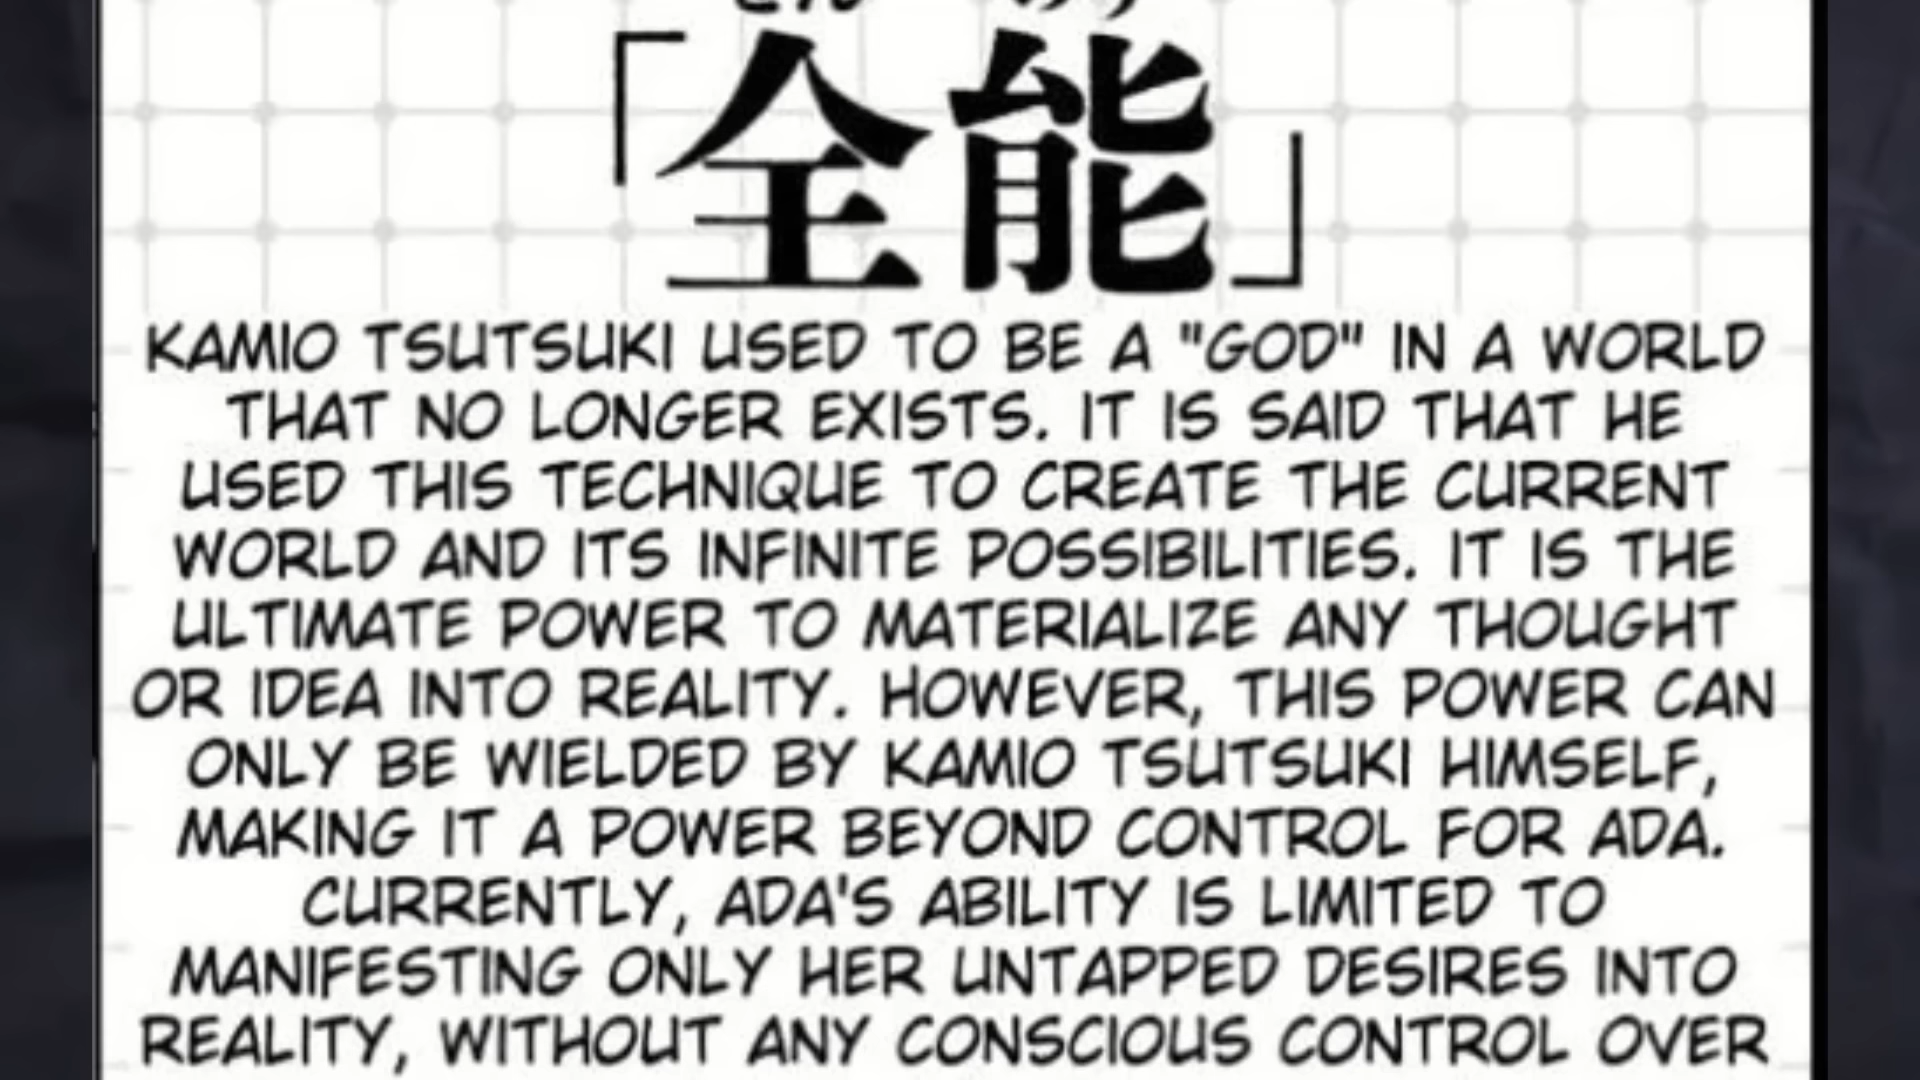 「全能」
KAMIO TSUTSUKI USED TO BE A "GOD" IN A WORLD
THAT NO LONGER EXISTS. IT IS SAID THAT HE
USED THIS TECHNIQUE TO CREATE THE CURRENT
WORLD AND ITS INFINITE POSSIBILITIES. IT IS THE
ULTIMATE POWER TO MATERIALIZE ANY THOUGHT
OR IDEA INTO REALITY. HOWEVER, THIS POWER CAN
ONLY BE WIELDED BY KAMIO TSUTSUKI HIMSELF,
MAKING IT A POWER BEYOND CONTROL FOR ADA.
CURRENTLY, ADA'S ABILITY IS LIMITED TO
MANIFESTING ONLY HER UNTAPPED DESIRES INTO
REALITY, WITHOUT ANY CONSCIOUS CONTROL OVER